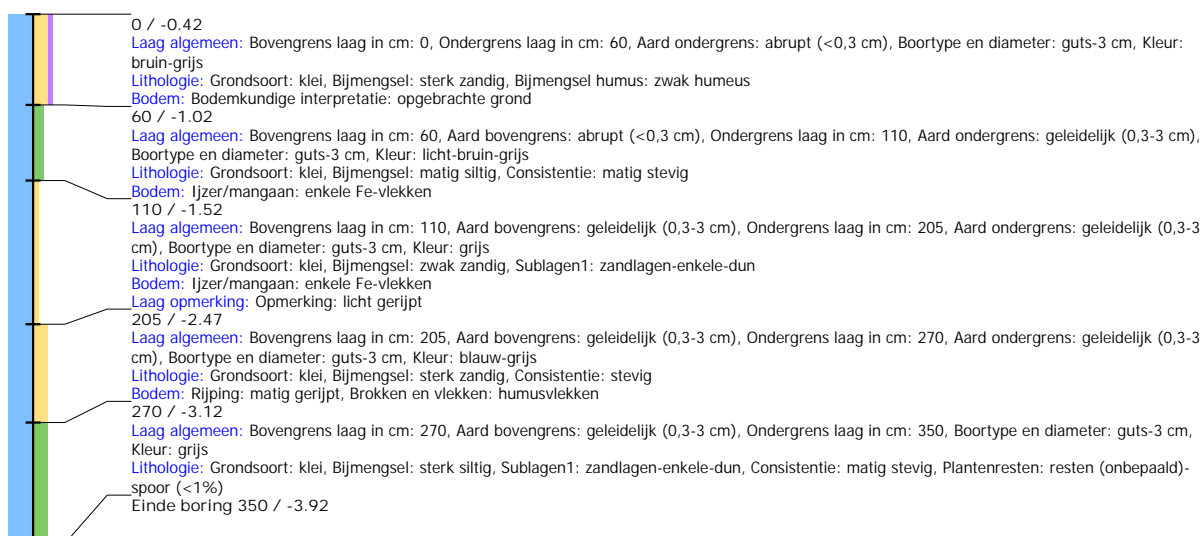 0 / -0.42
Laag algemeen: Bovengrens laag in cm: 0, Ondergrens laag in cm: 60, Aard ondergrens: abrupt (<0,3 cm), Boortype en diameter: guts-3 cm, Kleur:
bruin-grijs
Lithologie: Grondsoort: klei, Bijmengsel: sterk zandig, Bijmengsel humus: zwak humeus
Bodem: Bodemkundige interpretatie: opgebrachte grond
60 / -1.02
Laag algemeen: Bovengrens laag in cm: 60, Aard bovengrens: abrupt (<0,3 cm), Ondergrens laag in cm: 110, Aard ondergrens: geleidelijk (0,3-3 cm),
Boortype en diameter: guts-3 cm, Kleur: licht-bruin-grijs
Lithologie: Grondsoort: klei, Bijmengsel: matig siltig, Consistentie: matig stevig
Bodem: Ijzer/mangaan: enkele Fe-vlekken
110 / -1.52
Laag algemeen: Bovengrens laag in cm: 110, Aard bovengrens: geleidelijk (0,3-3 cm), Ondergrens laag in cm: 205, Aard ondergrens: geleidelijk (0,3-3
cm), Boortype en diameter: guts-3 cm, Kleur: grijs
Lithologie: Grondsoort: klei, Bijmengsel: zwak zandig, Sublagen1: zandlagen-enkele-dun
Bodem: Ijzer/mangaan: enkele Fe-vlekken
Laag opmerking: Opmerking: licht gerijpt
205 / -2.47
Laag algemeen: Bovengrens laag in cm: 205, Aard bovengrens: geleidelijk (0,3-3 cm), Ondergrens laag in cm: 270, Aard ondergrens: geleidelijk (0,3-3
cm), Boortype en diameter: guts-3 cm, Kleur: blauw-grijs
Lithologie: Grondsoort: klei, Bijmengsel: sterk zandig, Consistentie: stevig
Bodem: Rijping: matig gerijpt, Brokken en vlekken: humusvlekken
270 / -3.12
Laag algemeen: Bovengrens laag in cm: 270, Aard bovengrens: geleidelijk (0,3-3 cm), Ondergrens laag in cm: 350, Boortype en diameter: guts-3 cm,
Kleur: grijs
Lithologie: Grondsoort: klei, Bijmengsel: sterk siltig, Sublagen1: zandlagen-enkele-dun, Consistentie: matig stevig, Plantenresten: resten (onbepaald)-
spoor (<1%)
Einde boring 350 / -3.92